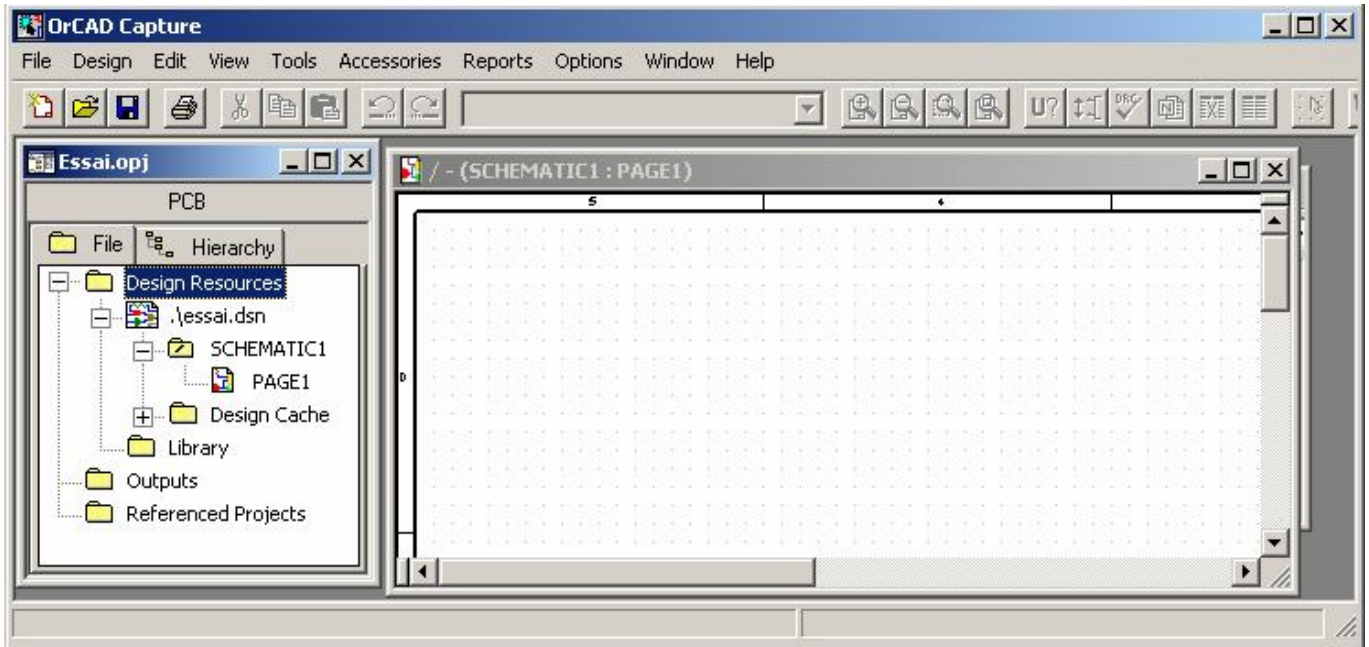 OrCAD Capture
File Design Edit View Tools Accessories Reports Options Window Help
U? DRC
Essai.opj
/ - (SCHEMATIC1 : PAGE1)
PCB
5 4
File Hierarchy
Design Resources
.\essai.dsn
SCHEMATIC1
PAGE1
D
Design Cache
Library
Outputs
Referenced Projects